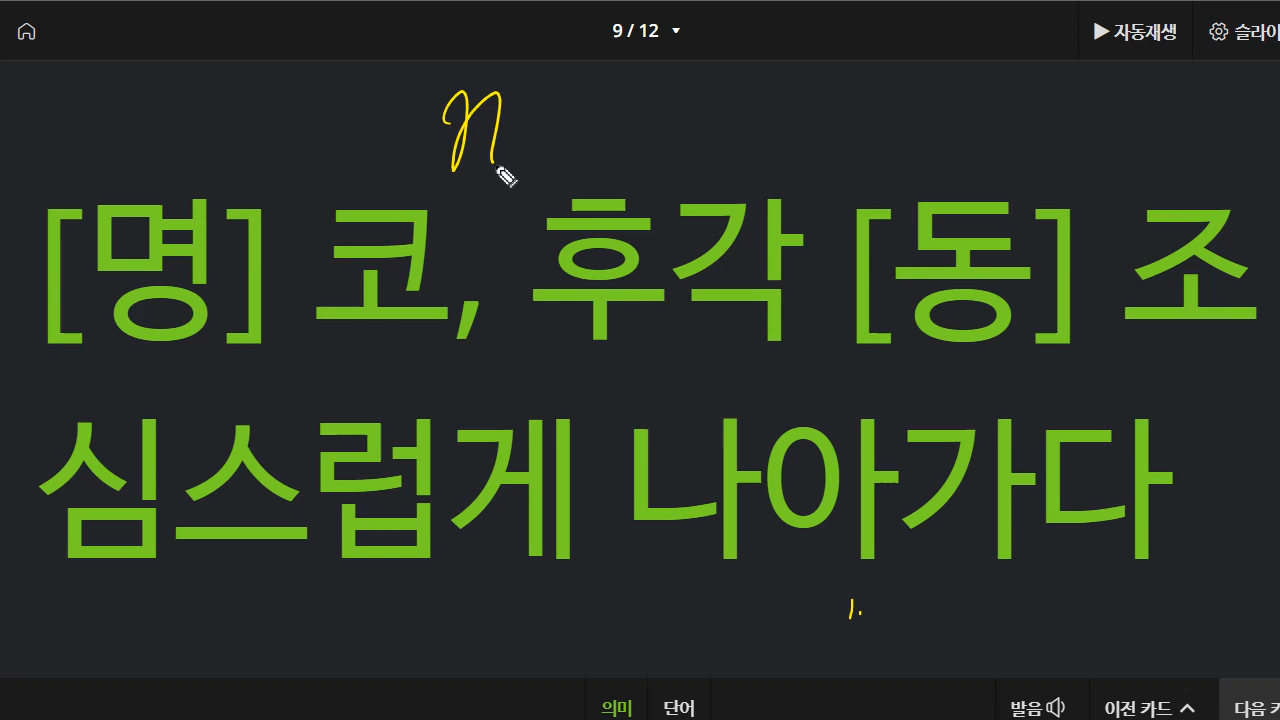 9 / 12
자동재생
슬라이
n
[명] 코, 후각 [동] 조
심스럽게 나아가다
1.
의미
단어
발음
이전 카드
다음